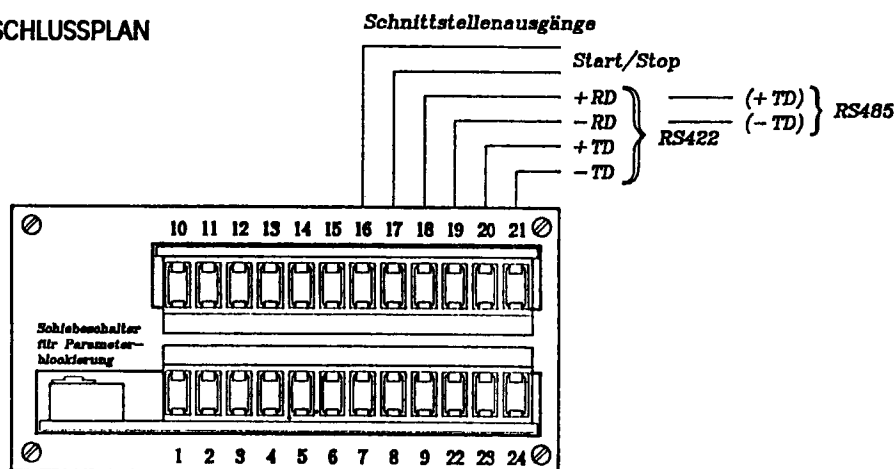 SCHLUSSPLAN
Schnittstellenausgänge
Start/Stop
+ RD (+ TD)
- RD (- TD) RS485
+ TD RS422
- TD
10 11 12 13 14 15 16 17 18 19 20 21
Schiebeschalter
für Parameter-
blockierung
1 2 3 4 5 6 7 8 9 22 23 24